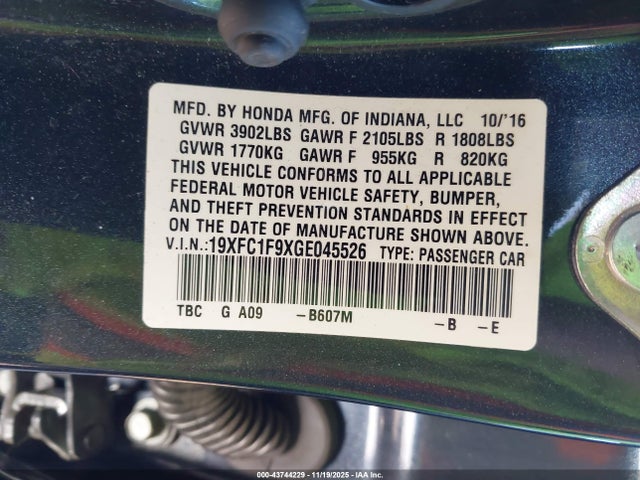 MFD. BY HONDA MFG. OF INDIANA, LLC 10/'16
GVWR 3902LBS GAWR F 2105LBS R 1808LBS
GVWR 1770KG GAWR F 955KG R 820KG
THIS VEHICLE CONFORMS TO ALL APPLICABLE
FEDERAL MOTOR VEHICLE SAFETY, BUMPER,
AND THEFT PREVENTION STANDARDS IN EFFECT
ON THE DATE OF MANUFACTURE SHOWN ABOVE.
V.I.N.:19XFC1F9XGE045526 TYPE: PASSENGER CAR
TBC G A09 -B607M -B -E
000-43744229 - 11/19/2025 - IAA Inc.